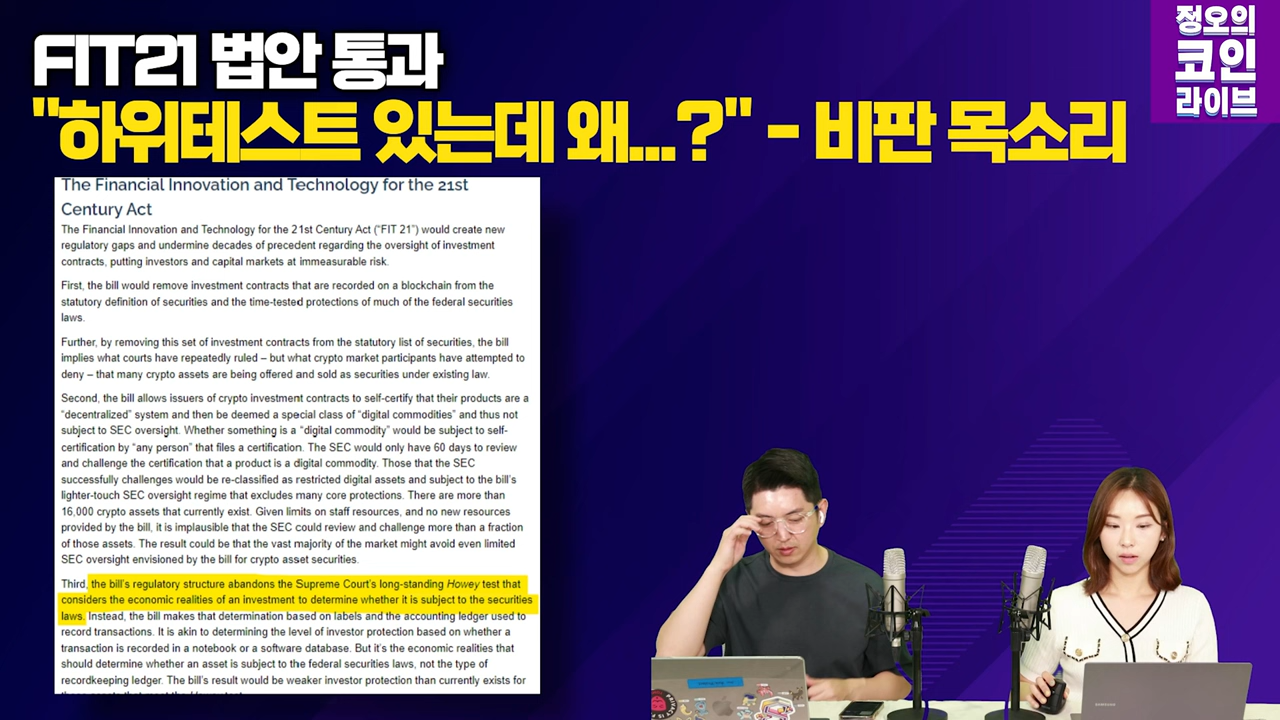 FIT21 법안 통과
"하위테스트 있는데 왜...?" - 비판 목소리
정오의
코인
라이브
The Financial Innovation and Technology for the 21st
Century Act
The Financial Innovation and Technology for the 21st Century Act ("FIT 21") would create new
regulatory gaps and undermine decades of precedent regarding the oversight of investment
contracts, putting investors and capital markets at immeasurable risk.
First, the bill would remove investment contracts that are recorded on a blockchain from the
statutory definition of securities and the time-tested protections of much of the federal securities
laws.
Further, by removing this set of investment contracts from the statutory list of securities, the bill
implies what courts have repeatedly ruled – but what crypto market participants have attempted to
deny – that many crypto assets are being offered and sold as securities under existing law.
Second, the bill allows issuers of crypto investment contracts to self-certify that their products are a
"decentralized" system and then be deemed a special class of "digital commodities" and thus not
subject to SEC oversight. Whether something is a "digital commodity" would be subject to self-
certification by "any person" that files a certification. The SEC would only have 60 days to review
and challenge the certification that a product is a digital commodity. Those that the SEC
successfully challenges would be re-classified as restricted digital assets and subject to the bill's
lighter-touch SEC oversight regime that excludes many core protections. There are more than
16,000 crypto assets that currently exist. Given limits on staff resources, and no new resources
provided by the bill, it is implausible that the SEC could review and challenge more than a fraction
of those assets. The result could be that the vast majority of the market might avoid even limited
SEC oversight envisioned by the bill for crypto asset securities.
Third, the bill's regulatory structure abandons the Supreme Court's long-standing Howey test that
considers the economic realities of an investment to determine whether it is subject to the securities
laws. Instead, the bill makes that determination based on labels and the accounting ledger used to
record transactions. It is akin to determining the level of investor protection based on whether a
transaction is recorded in a notebook or a software database. But it's the economic realities that
should determine whether an asset is subject to the federal securities laws, not the type of
recordkeeping ledger. The bill's result would be weaker investor protection than currently exists for
SAMSUNG